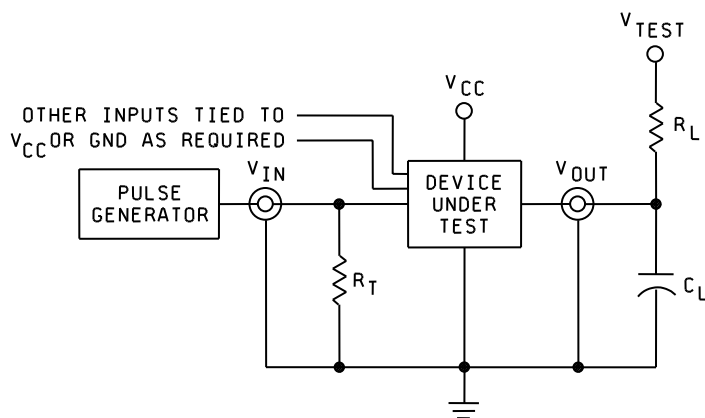 V TEST
V CC
OTHER INPUTS TIED TO
V CC OR GND AS REQUIRED
R L
V IN
V OUT
PULSE
GENERATOR
DEVICE
UNDER
TEST
R T
C L